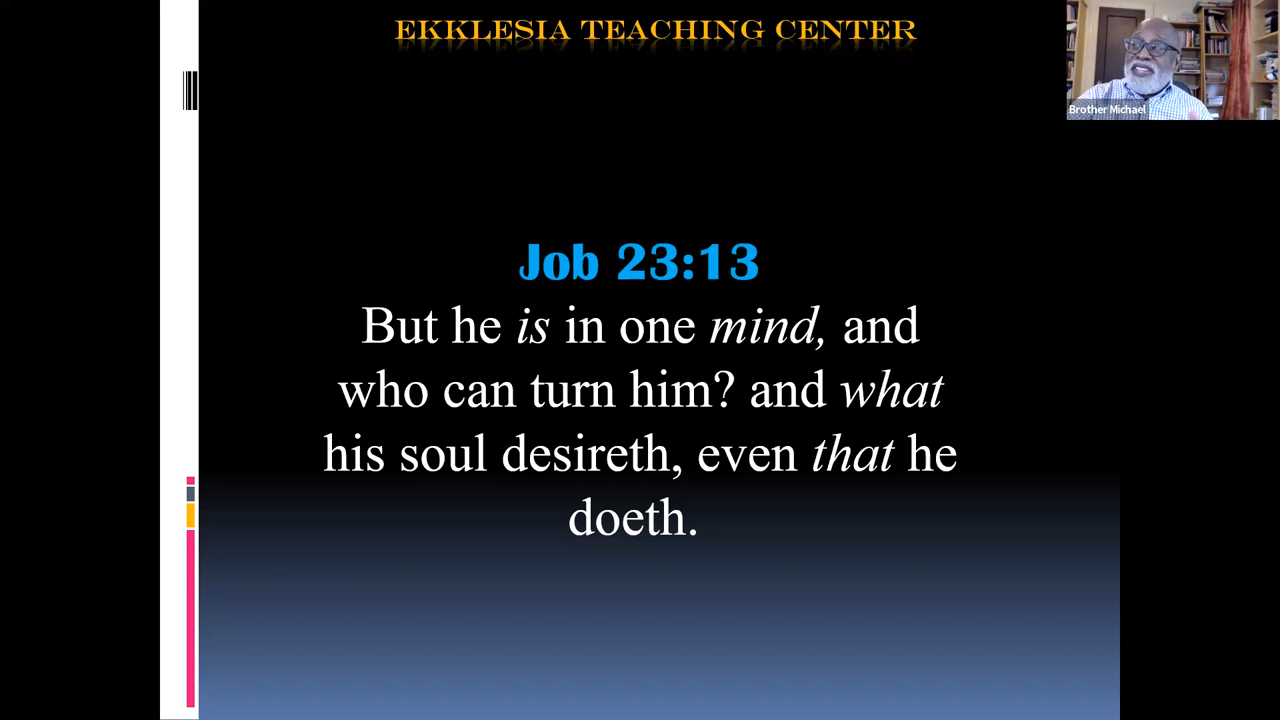 EKKLESIA TEACHING CENTER
Brother Michael
Job 23:13
But he is in one mind, and
who can turn him? and what
his soul desireth, even that he
doeth.